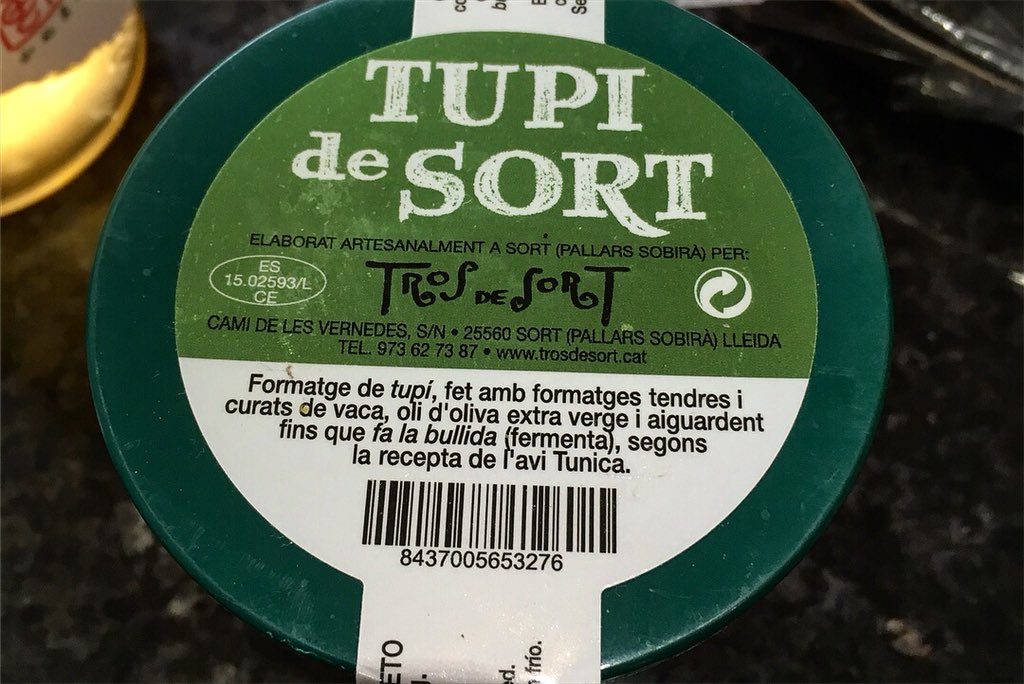 TUPI
de SORT
ELABORAT ARTESANALMENT A SORT (PALLARS SOBIRÀ) PER:
ES
15.02593/L
CE
TROS DE SORT
CAMI DE LES VERNEDES, S/N • 25560 SORT (PALLARS SOBIRÀ) LLEIDA
TEL. 973 62 73 87 • www.trosdesort.cat
Formatge de tupí, fet amb formatges tendres i
curats de vaca, oli d'oliva extra verge i aiguardent
fins que fa la bullida (fermenta), segons
la recepta de l'avi Tunica.
8437005653276
frío.